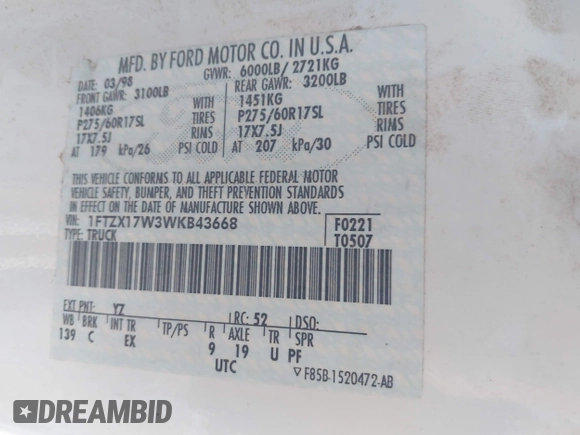 MFD. BY FORD MOTOR CO. IN U.S.A.
DATE: 03/98 GVWR: 6000LB/ 2721KG
FRONT GAWR: 3100LB REAR GAWR: 3200LB
1406KG WITH 1451KG WITH
P275/60R17SL TIRES P275/60R17SL TIRES
17X7.5J RIMS 17X7.5J RIMS
AT 179 kPa/26 PSI COLD AT 207 kPa/30 PSI COLD
THIS VEHICLE CONFORMS TO ALL APPLICABLE FEDERAL MOTOR
VEHICLE SAFETY, BUMPER, AND THEFT PREVENTION STANDARDS
IN EFFECT ON THE DATE OF MANUFACTURE SHOWN ABOVE.
VIN: 1FTZX17W3WKB43668 F0221
TYPE: TRUCK T0507
EXT PNT: YZ RC: 52 DSO:
WB BRK INT TR TP/PS R AXLE TR SPR
139 C EX 9 19 U PF
UTC
▽ F85B-1520472-AB
DREAMBID